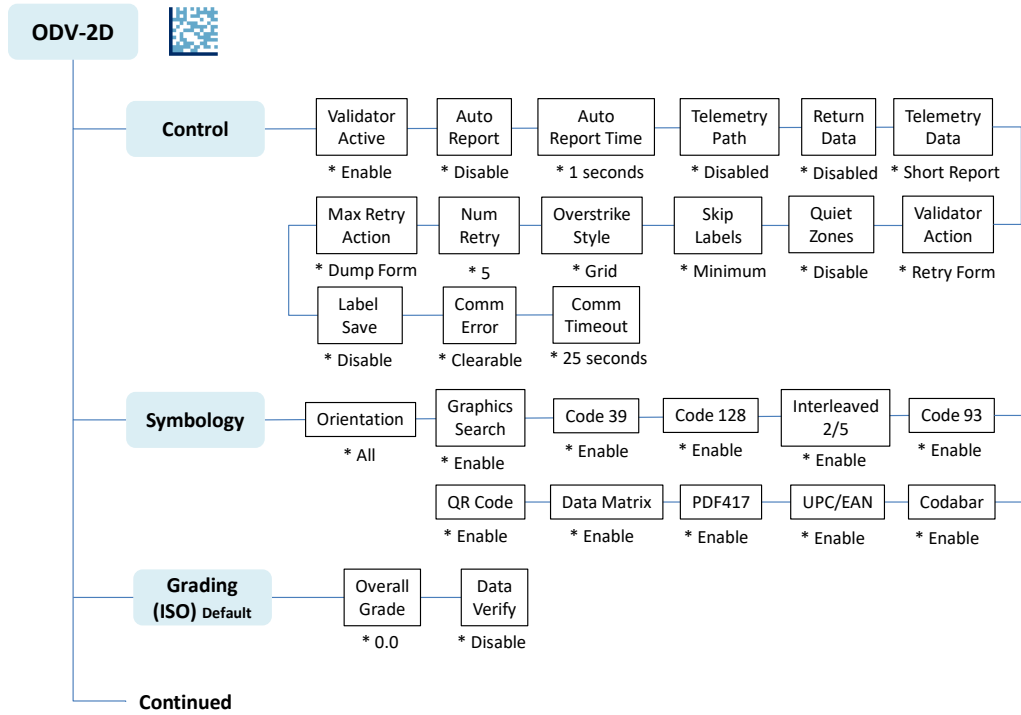 ODV-2D
Control
Validator
Active
* Enable
Auto
Report
* Disable
Auto
Report Time
* 1 seconds
Telemetry
Path
* Disabled
Return
Data
* Disabled
Telemetry
Data
* Short Report
Max Retry
Action
* Dump Form
Num
Retry
* 5
Overstrike
Style
* Grid
Skip
Labels
* Minimum
Quiet
Zones
* Disable
Validator
Action
* Retry Form
Label
Save
* Disable
Comm
Error
* Clearable
Comm
Timeout
* 25 seconds
Symbology
Orientation
* All
Graphics
Search
* Enable
Code 39
* Enable
Code 128
* Enable
Interleaved
2/5
* Enable
Code 93
* Enable
QR Code
* Enable
Data Matrix
* Enable
PDF417
* Enable
UPC/EAN
* Enable
Codabar
* Enable
Grading
(ISO) Default
Overall
Grade
* 0.0
Data
Verify
* Disable
Continued